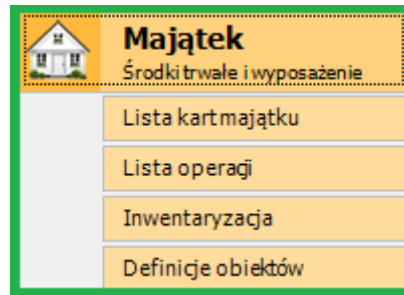 Majątek
Środki trwałe i wyposażenie
Lista kart majątku
Lista operacji
Inwentaryzacja
Definicje obiektów